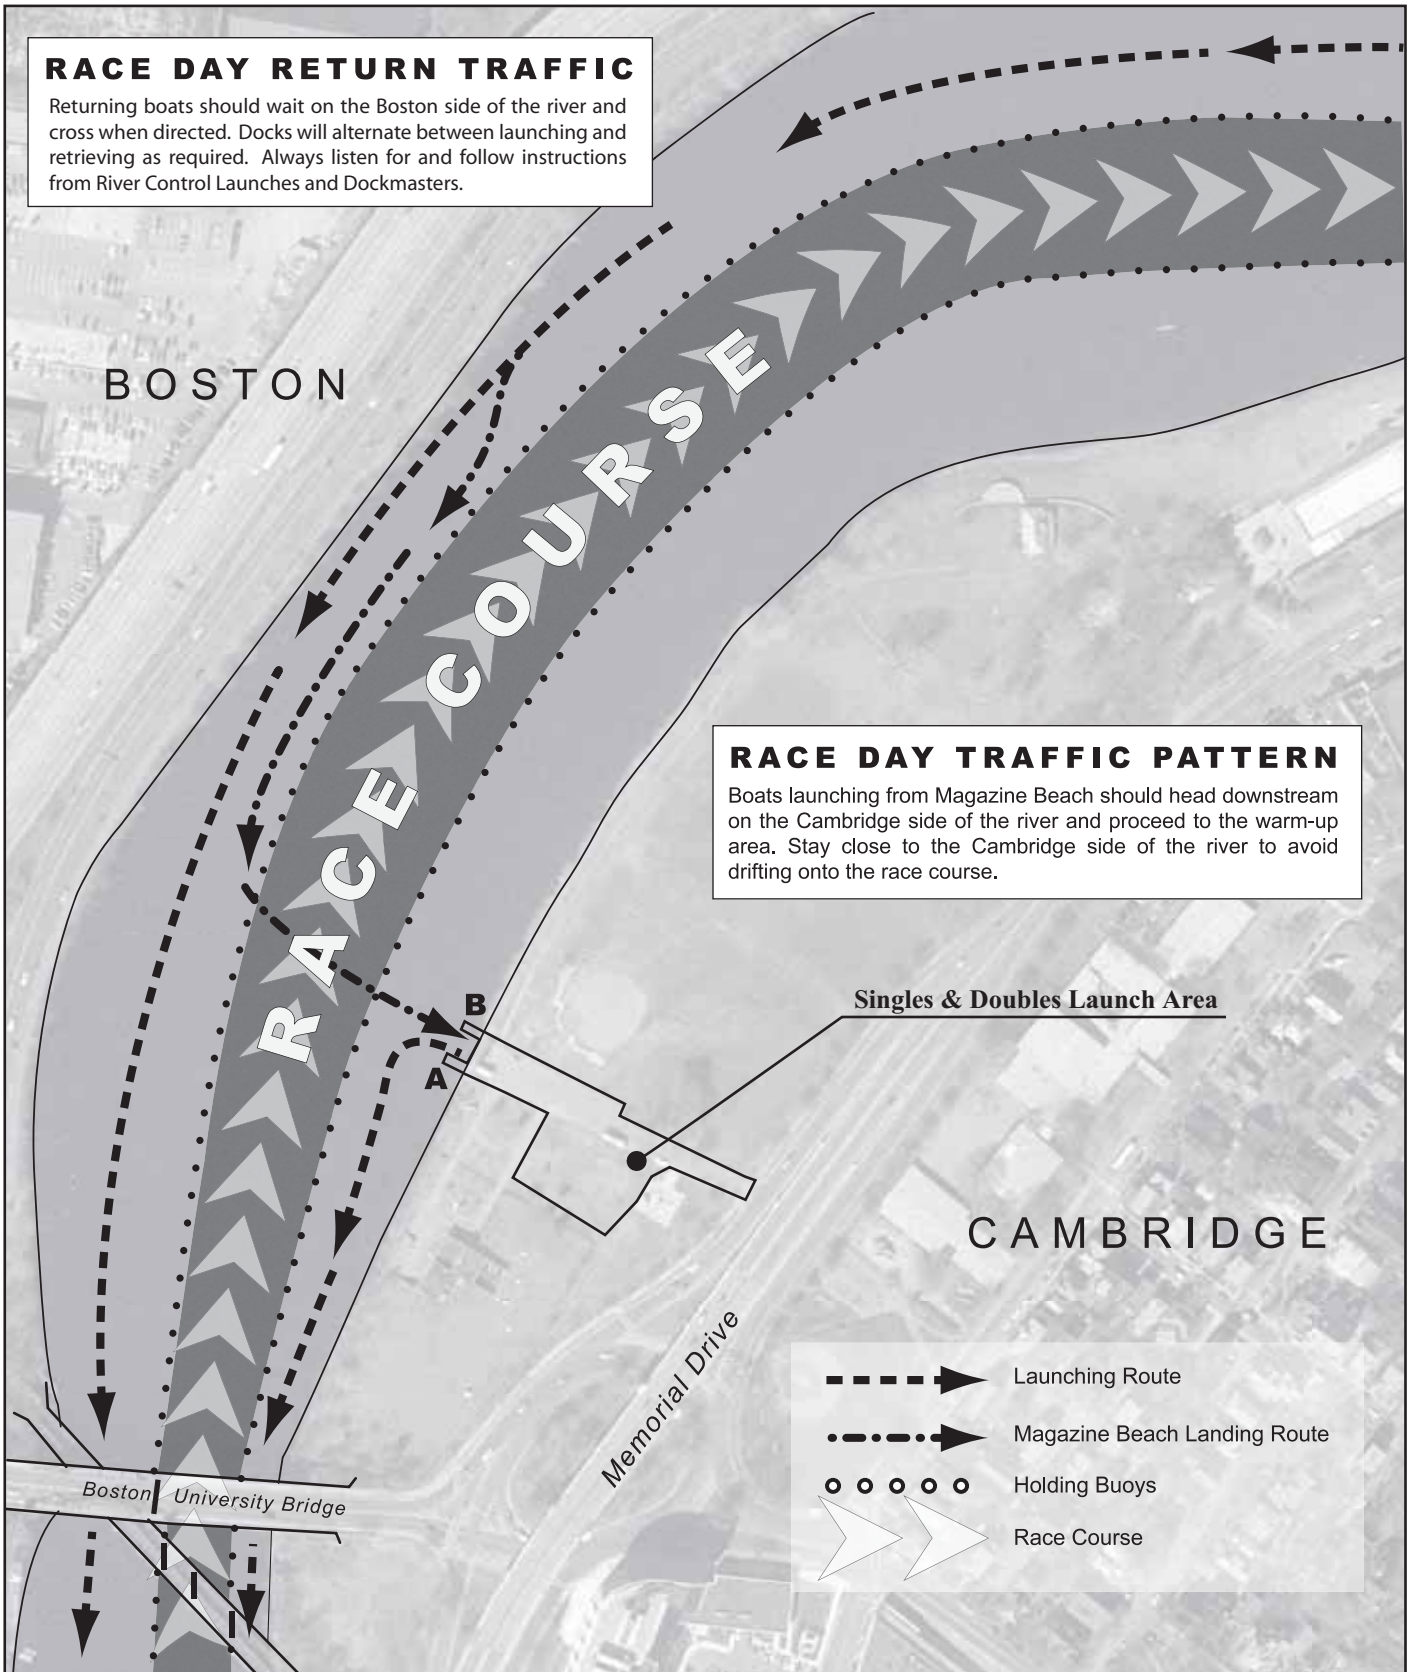 RACE DAY RETURN TRAFFIC
Returning boats should wait on the Boston side of the river and
cross when directed. Docks will alternate between launching and
retrieving as required. Always listen for and follow instructions
from River Control Launches and Dockmasters.
BOSTON
RACE COURSE
RACE DAY TRAFFIC PATTERN
Boats launching from Magazine Beach should head downstream
on the Cambridge side of the river and proceed to the warm-up
area. Stay close to the Cambridge side of the river to avoid
drifting onto the race course.
B
Singles & Doubles Launch Area
A
CAMBRIDGE
Memorial Drive
Launching Route
Magazine Beach Landing Route
Holding Buoys
Race Course
Boston University Bridge